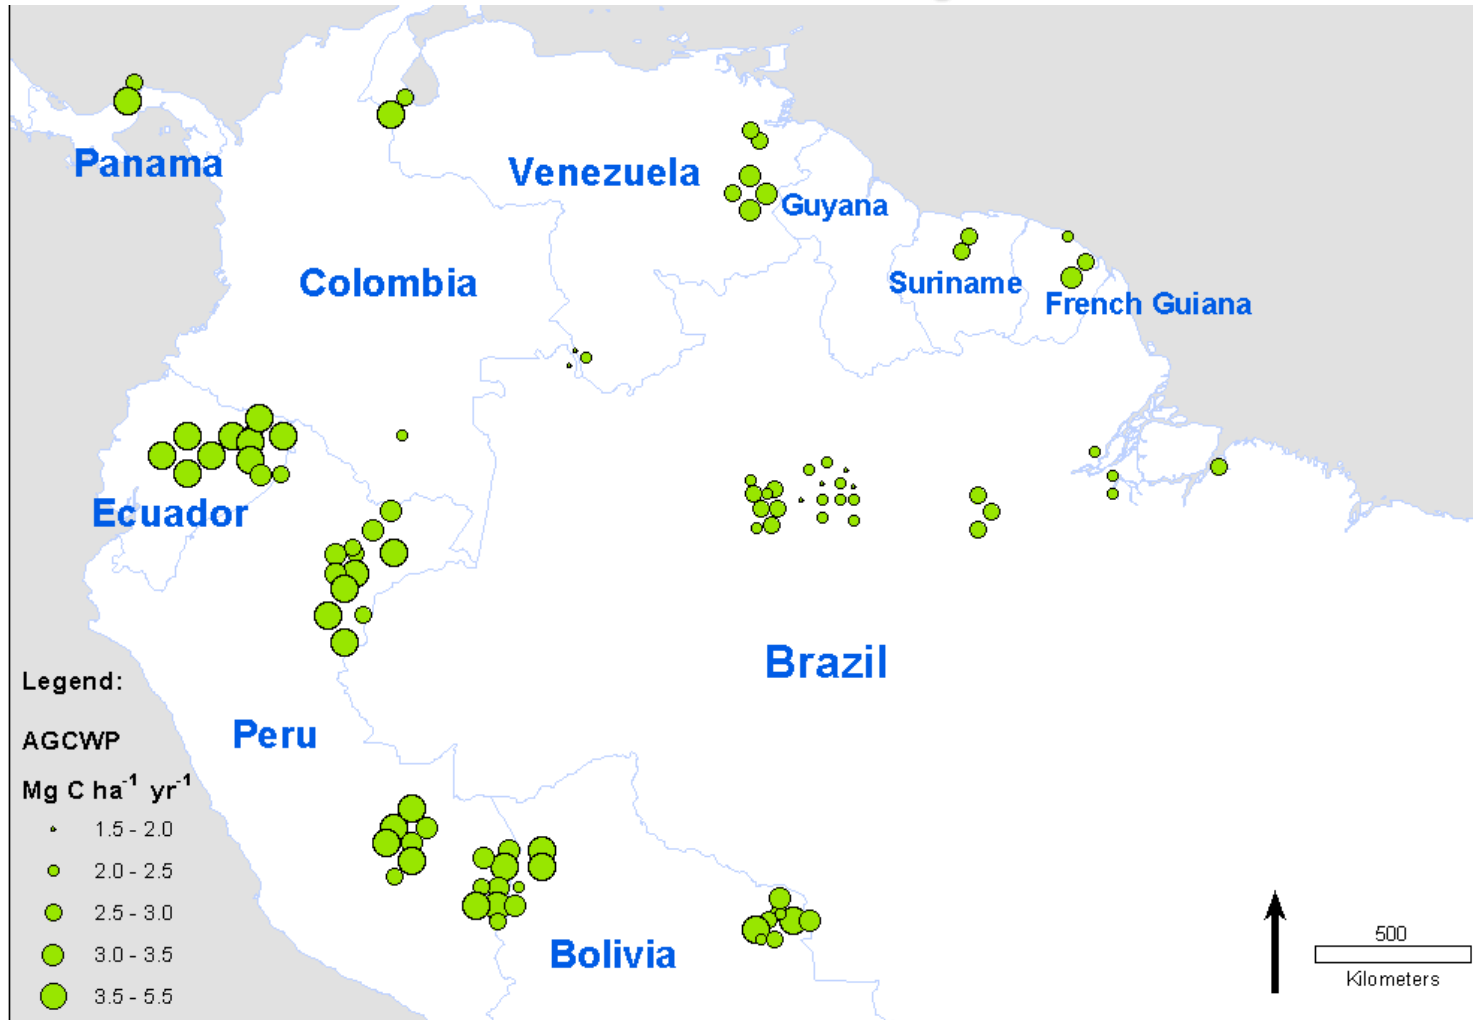 Panama
Venezuela
Guyana
Colombia
Suriname
French Guiana
Ecuador
Brazil
Legend:
Peru
AGCWP
Mg C ha⁻¹ yr⁻¹
1.5 - 2.0
2.0 - 2.5
2.5 - 3.0
3.0 - 3.5
3.5 - 5.5
Bolivia
500
Kilometers